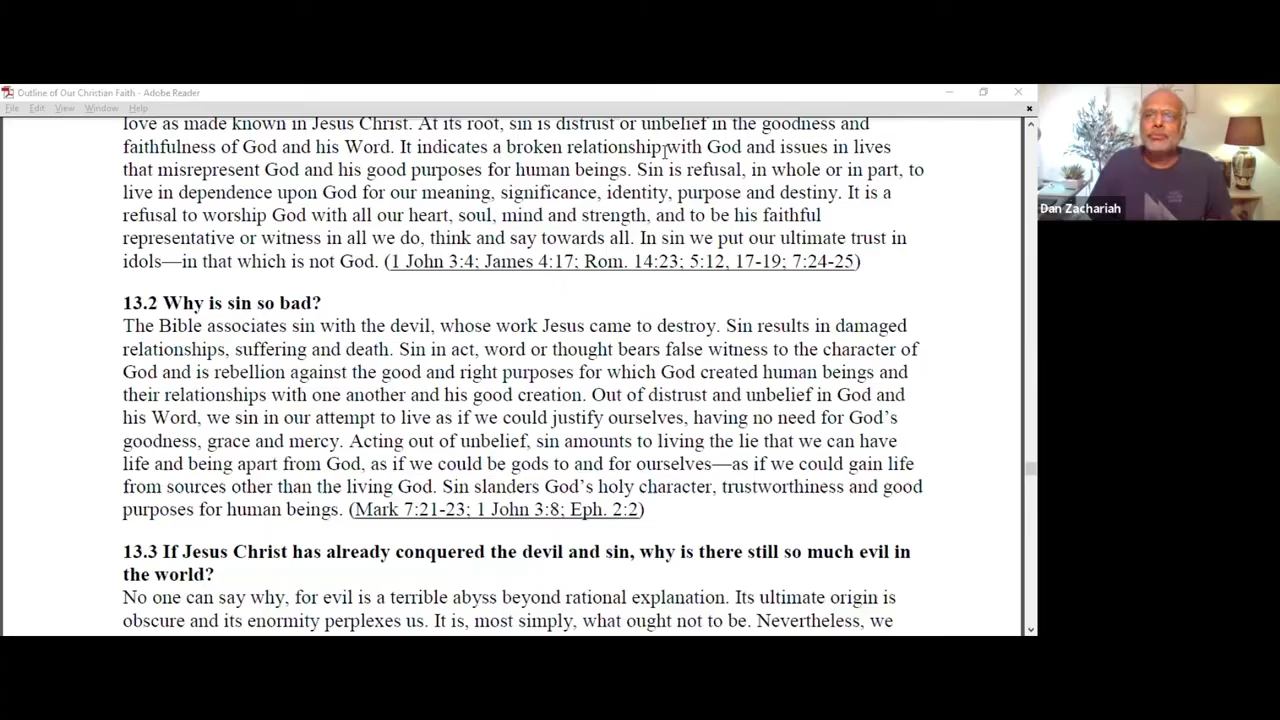 Outline of Our Christian Faith - Adobe Reader
File Edit View Window Help
love as made known in Jesus Christ. At its root, sin is distrust or unbelief in the goodness and
faithfulness of God and his Word. It indicates a broken relationship with God and issues in lives
that misrepresent God and his good purposes for human beings. Sin is refusal, in whole or in part, to
live in dependence upon God for our meaning, significance, identity, purpose and destiny. It is a
refusal to worship God with all our heart, soul, mind and strength, and to be his faithful
representative or witness in all we do, think and say towards all. In sin we put our ultimate trust in
idols—in that which is not God. (1 John 3:4; James 4:17; Rom. 14:23; 5:12, 17-19; 7:24-25)
13.2 Why is sin so bad?
The Bible associates sin with the devil, whose work Jesus came to destroy. Sin results in damaged
relationships, suffering and death. Sin in act, word or thought bears false witness to the character of
God and is rebellion against the good and right purposes for which God created human beings and
their relationships with one another and his good creation. Out of distrust and unbelief in God and
his Word, we sin in our attempt to live as if we could justify ourselves, having no need for God’s
goodness, grace and mercy. Acting out of unbelief, sin amounts to living the lie that we can have
life and being apart from God, as if we could be gods to and for ourselves—as if we could gain life
from sources other than the living God. Sin slanders God’s holy character, trustworthiness and good
purposes for human beings. (Mark 7:21-23; 1 John 3:8; Eph. 2:2)
13.3 If Jesus Christ has already conquered the devil and sin, why is there still so much evil in
the world?
No one can say why, for evil is a terrible abyss beyond rational explanation. Its ultimate origin is
obscure and its enormity perplexes us. It is, most simply, what ought not to be. Nevertheless, we
Dan Zachariah